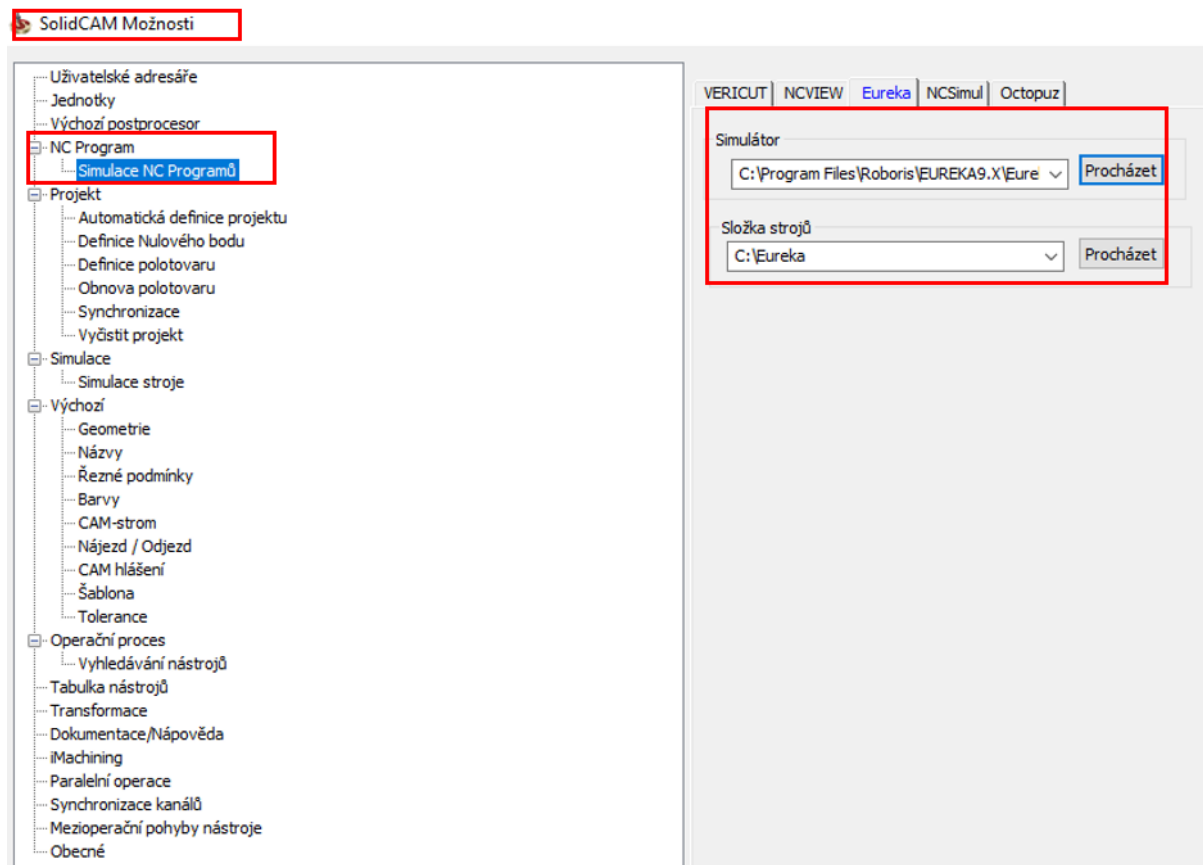 SolidCAM Možnosti
Uživatelské adresáře
Jednotky
Výchozí postprocesor
NC Program
Simulace NC Programů
Projekt
Automatická definice projektu
Definice Nulového bodu
Definice polotovaru
Obnova polotovaru
Synchronizace
Vyčistit projekt
Simulace
Simulace stroje
Výchozí
Geometrie
Názvy
Řezné podmínky
Barvy
CAM-strom
Nájezd / Odjezd
CAM hlášení
Šablona
Tolerance
Operační proces
Vyhledávání nástrojů
Tabulka nástrojů
Transformace
Dokumentace/Nápověda
iMachining
Paralelní operace
Synchronizace kanálů
Mezioperační pohyby nástroje
Obecné
VERICUT NCVIEW Eureka NCSimul Octopuz
Simulátor
C:\Program Files\Roboris\EUREKA9.X\Eure Procházet
Složka strojů
C:\Eureka Procházet